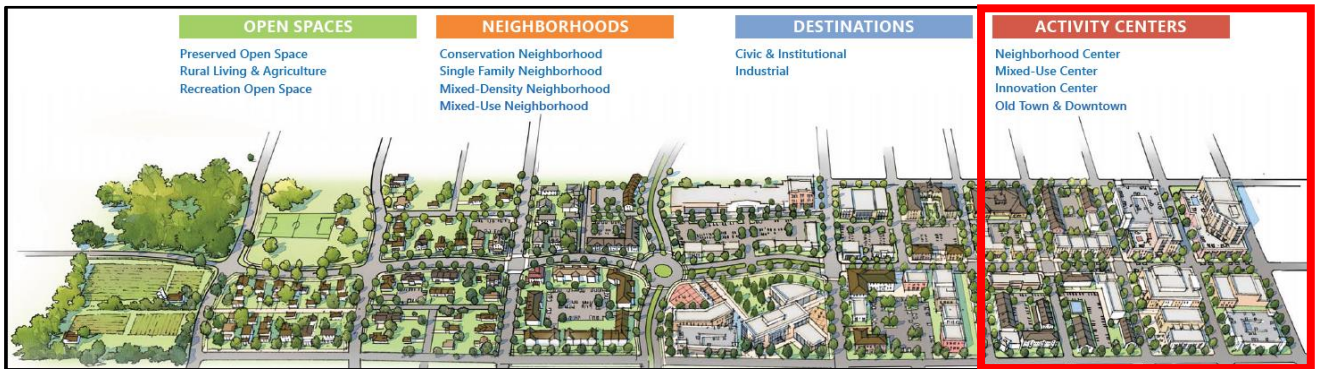 OPEN SPACES
Preserved Open Space
Rural Living & Agriculture
Recreation Open Space
NEIGHBORHOODS
Conservation Neighborhood
Single Family Neighborhood
Mixed-Density Neighborhood
Mixed-Use Neighborhood
DESTINATIONS
Civic & Institutional
Industrial
ACTIVITY CENTERS
Neighborhood Center
Mixed-Use Center
Innovation Center
Old Town & Downtown